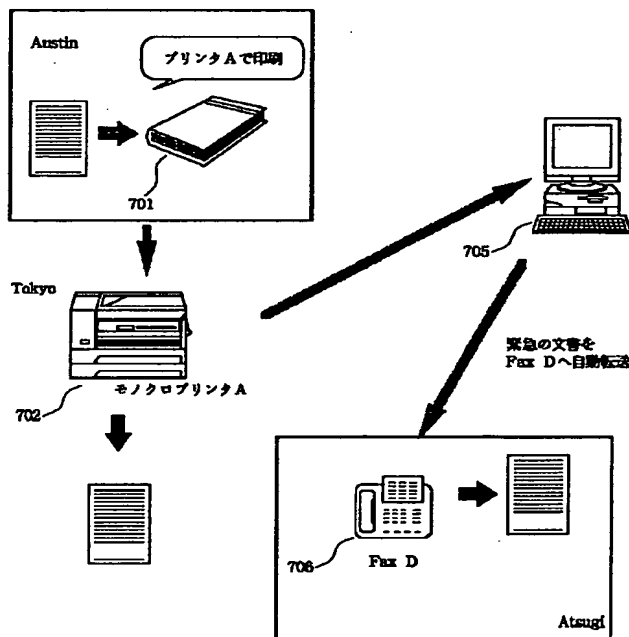 Austin
プリンタAで印刷
701
705
Tokyo
緊急の文書を
Fax Dへ自動転送
モノクロプリンタA
702
706
Fax D
Atsugi